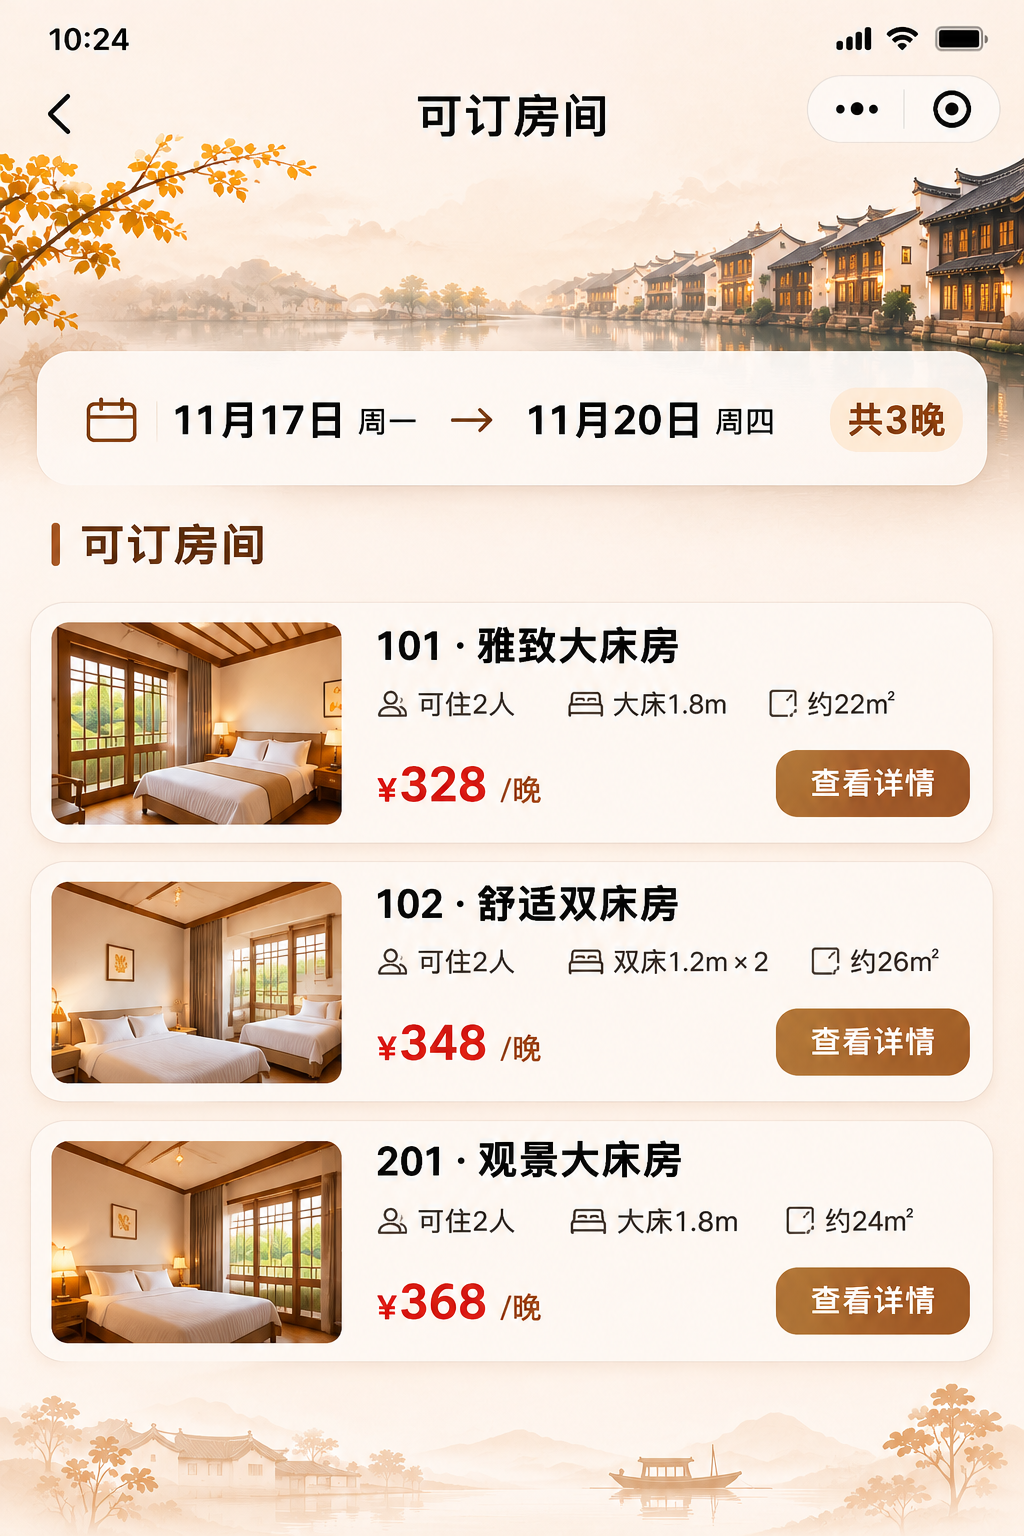 10:24
可订房间
11月17日 周一 → 11月20日 周四 共3晚
可订房间
101 · 雅致大床房
可住2人 大床1.8m 约22m²
¥328 /晚 查看详情
102 · 舒适双床房
可住2人 双床1.2m×2 约26m²
¥348 /晚 查看详情
201 · 观景大床房
可住2人 大床1.8m 约24m²
¥368 /晚 查看详情